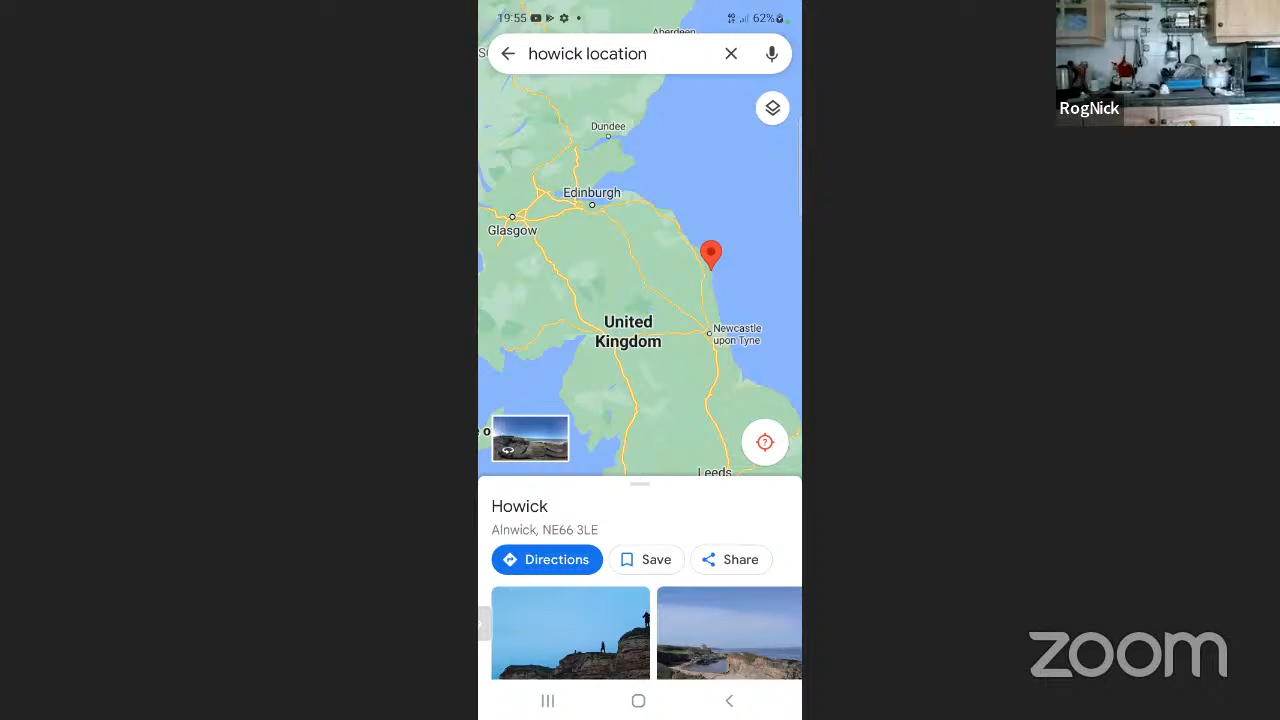 19:55
62%
Aberdeen
howick location
RogNick
Dundee
Edinburgh
Glasgow
United
Kingdom
Newcastle
upon Tyne
Leeds
Howick
Alnwick, NE66 3LE
Directions
Save
Share
zoom